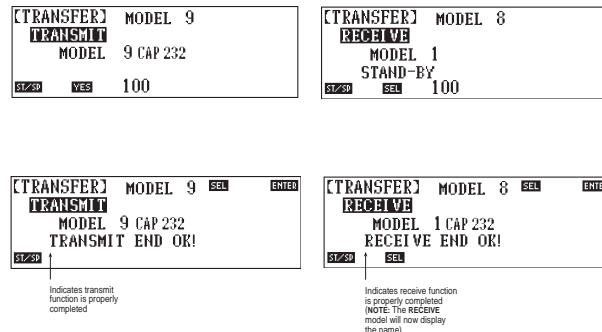 [TRANSFER] MODEL 9
TRANSMIT
MODEL 9 CAP 232
ST/SP YES 100
[TRANSFER] MODEL 8
RECEIVE
MODEL 1
STAND-BY
ST/SP SEL 100
[TRANSFER] MODEL 9 SEL ENTER
TRANSMIT
MODEL 9 CAP 232
TRANSMIT END OK!
ST/SP
Indicates transmit
function is properly
completed
[TRANSFER] MODEL 8 SEL
RECEIVE
MODEL 1 CAP 232
RECEIVE END OK!
ST/SP SEL
Indicates receive function
is properly completed
(NOTE: The RECEIVE
model will now display
the name)